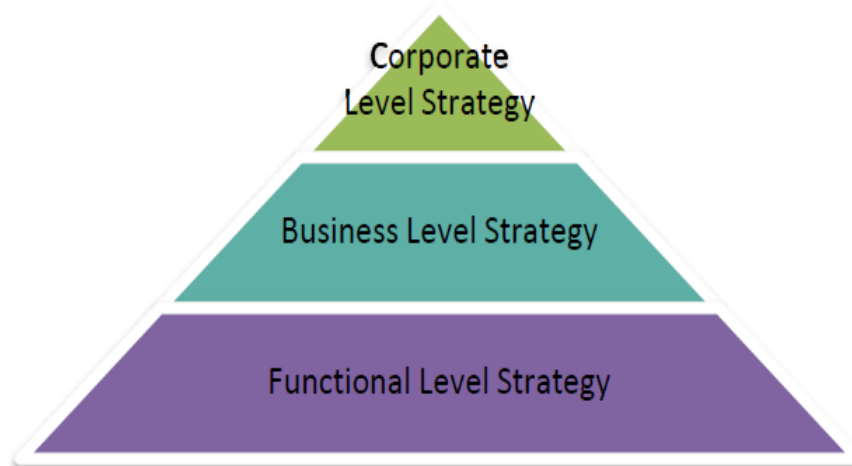 Corporate
Level Strategy
Business Level Strategy
Functional Level Strategy